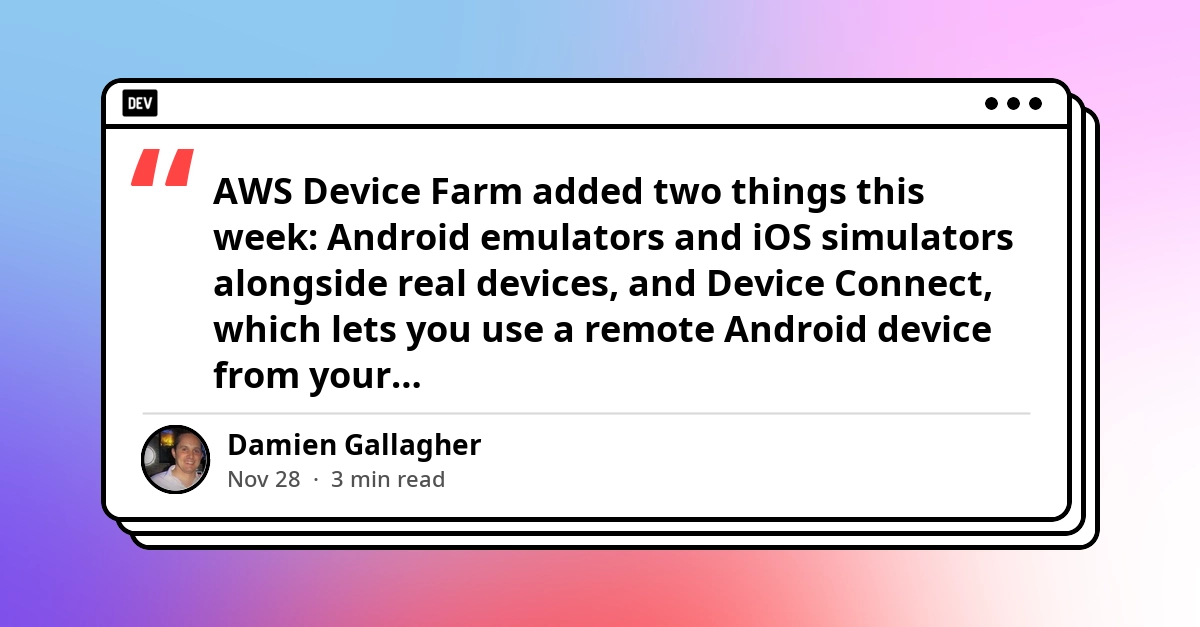 DEV
“
AWS Device Farm added two things this
week: Android emulators and iOS simulators
alongside real devices, and Device Connect,
which lets you use a remote Android device
from your...
Damien Gallagher
Nov 28 · 3 min read